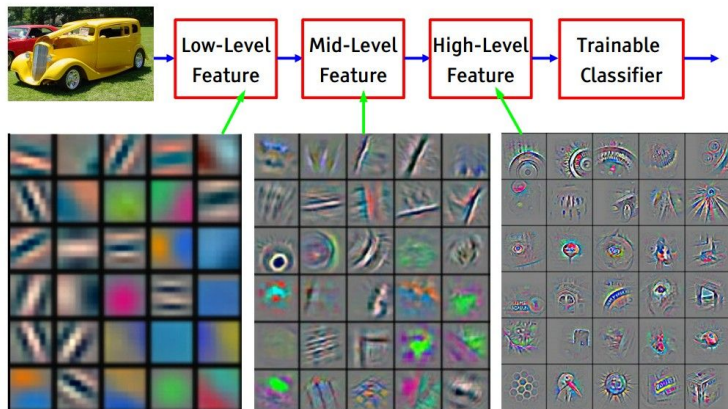 Low-Level
Feature
Mid-Level
Feature
High-Level
Feature
Trainable
Classifier